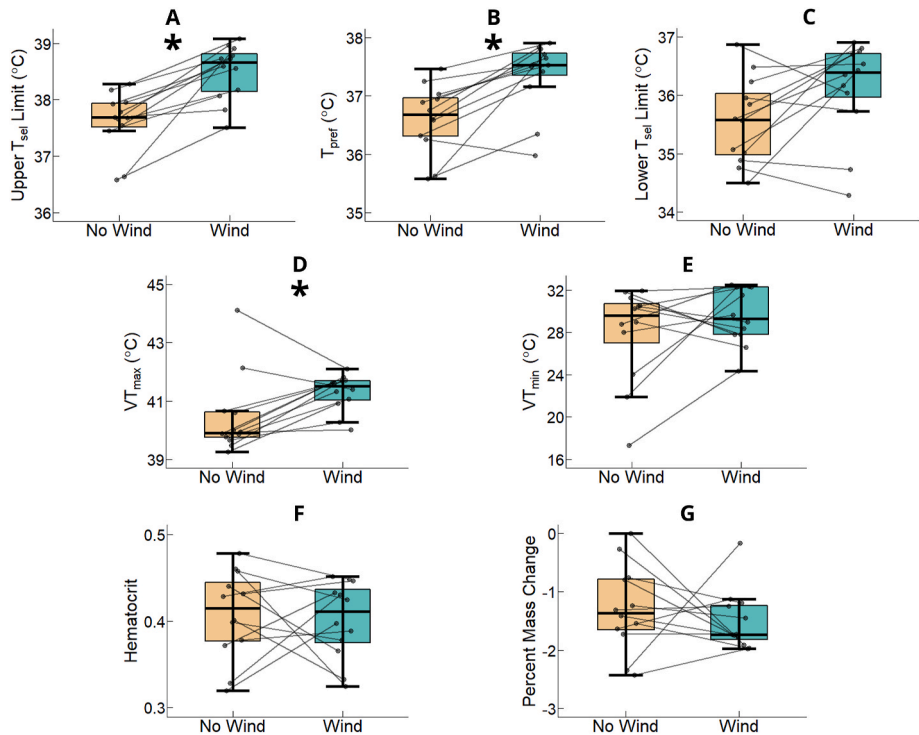 A
*
Upper Tsel Limit (°C)
39
38
37
36
No Wind
Wind
B
*
Tpref (°C)
38
37
36
35
No Wind
Wind
C
Lower Tsel Limit (°C)
37
36
35
34
No Wind
Wind
D
*
VTmax (°C)
45
43
41
39
No Wind
Wind
E
VTmin (°C)
32
28
24
20
16
No Wind
Wind
F
Hematocrit
0.5
0.4
0.3
No Wind
Wind
G
Percent Mass Change
0
-1
-2
-3
No Wind
Wind